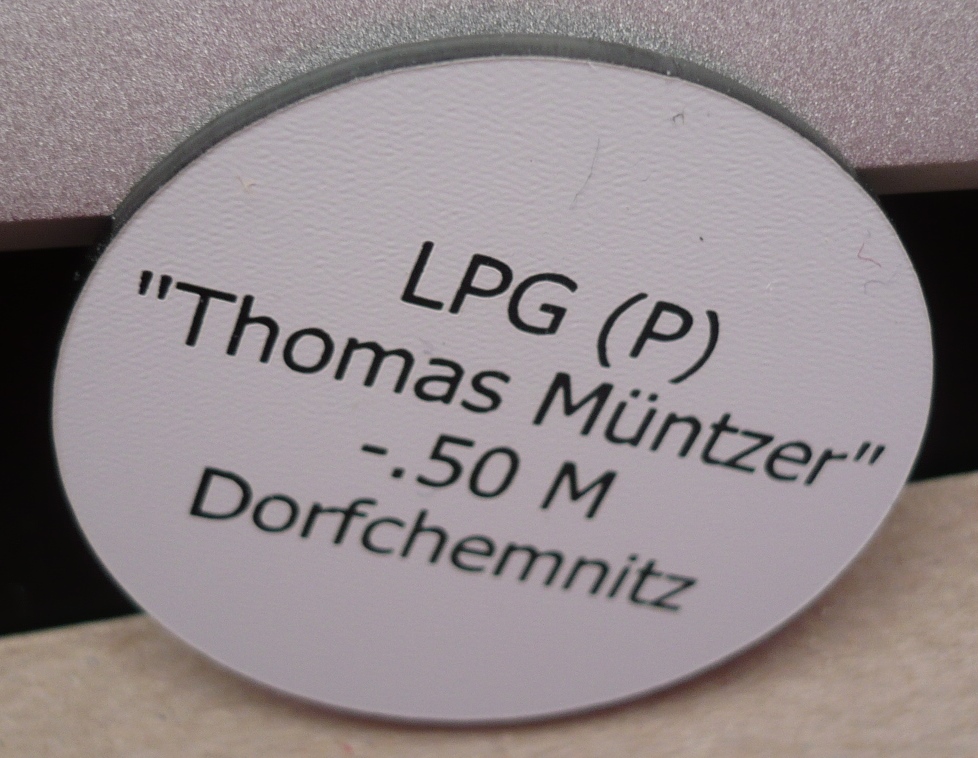 LPG (P)
"Thomas Müntzer"
-.50 M
Dorfchemnitz